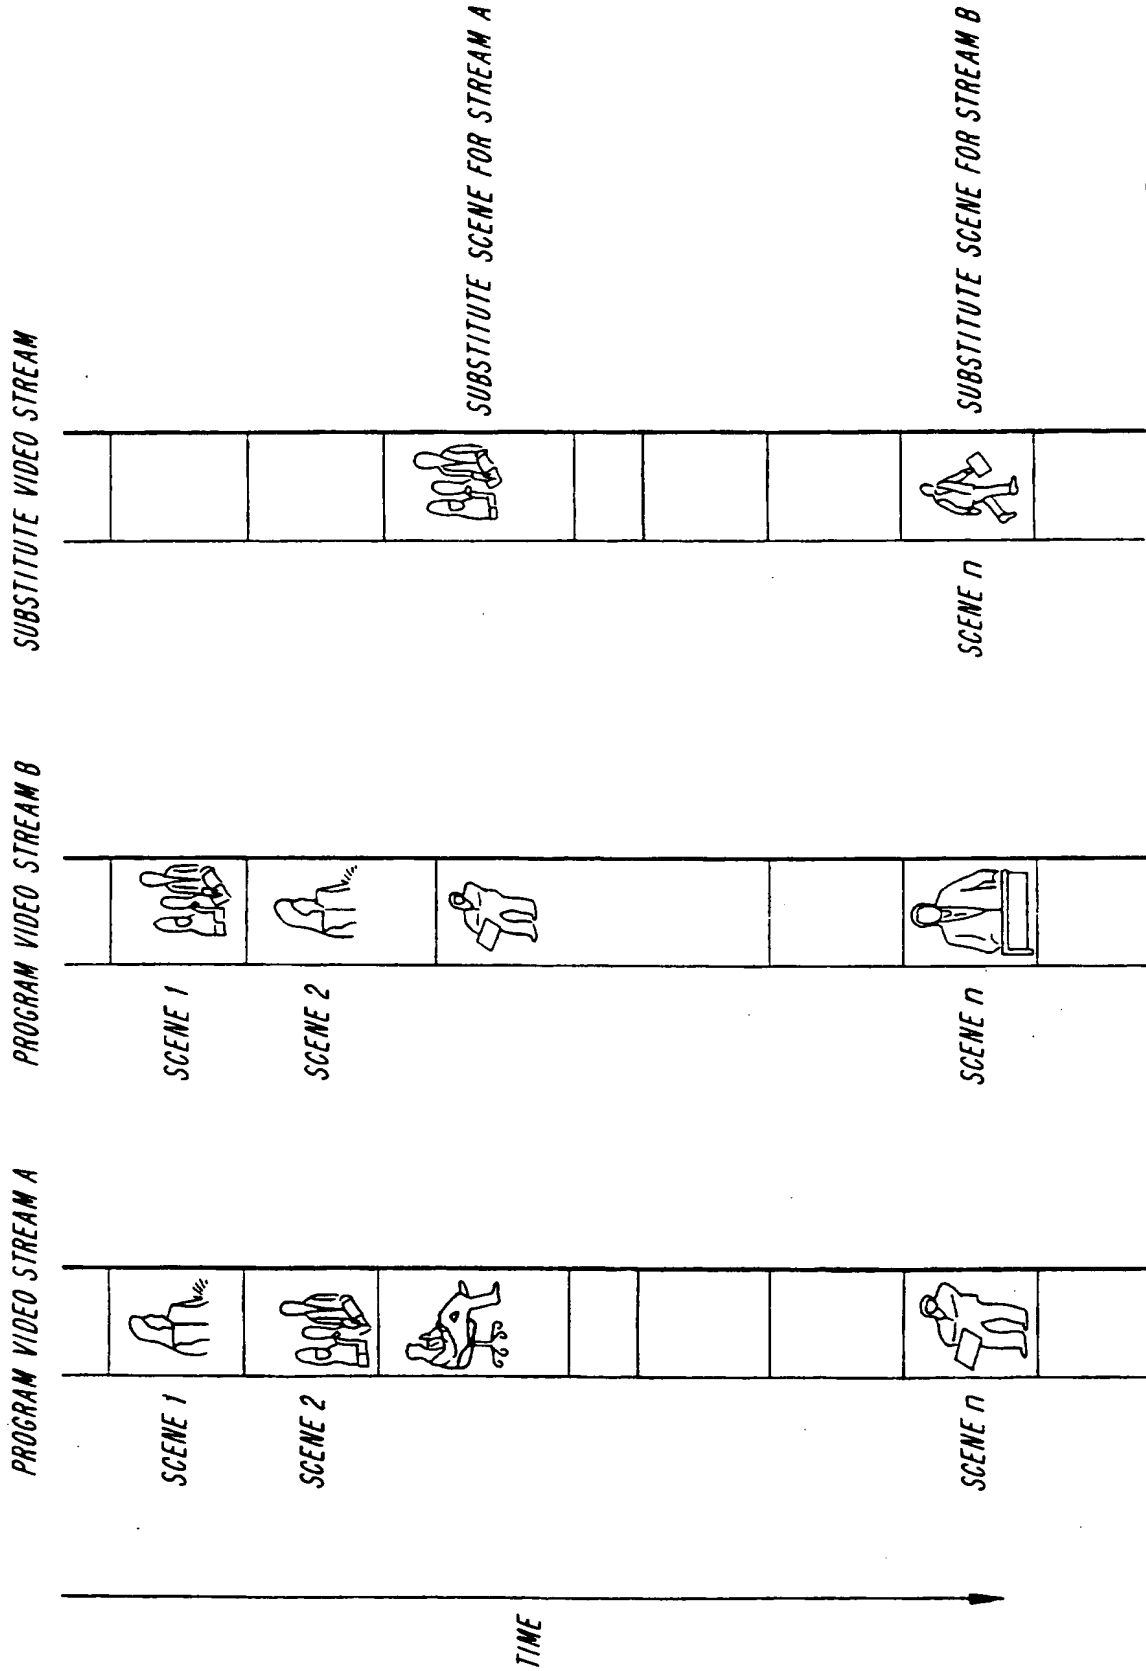 PROGRAM VIDEO STREAM A
SCENE 1
SCENE 2
SCENE n
PROGRAM VIDEO STREAM B
SCENE 1
SCENE 2
SCENE n
SUBSTITUTE VIDEO STREAM
SCENE n
SUBSTITUTE SCENE FOR STREAM A
SUBSTITUTE SCENE FOR STREAM B
TIME